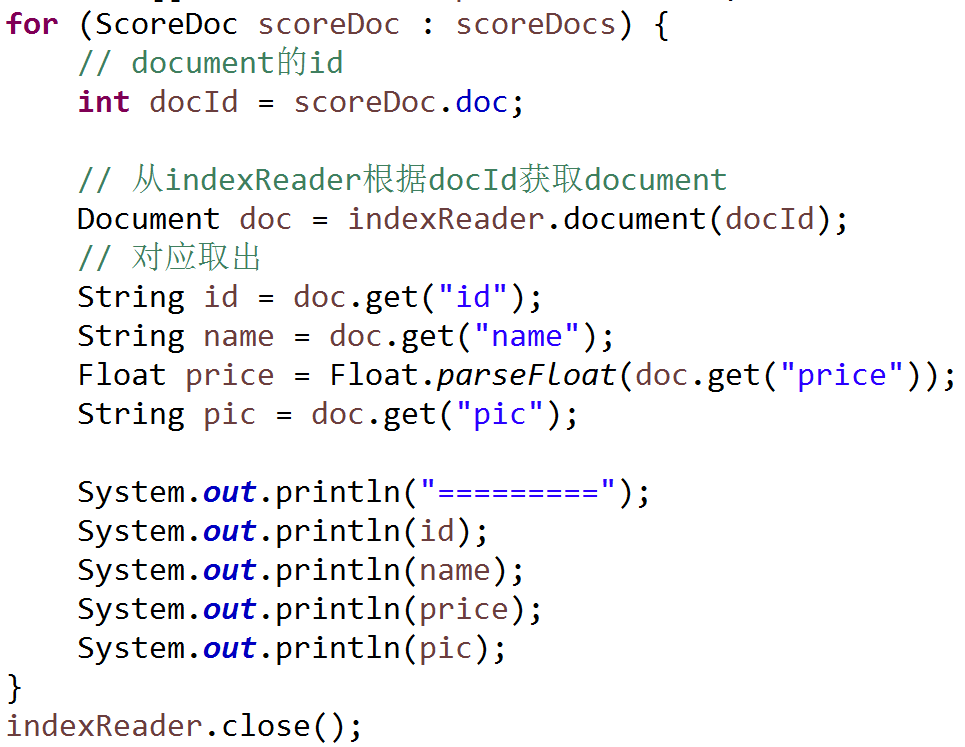 for (ScoreDoc scoreDoc : scoreDocs) {
    // document的id
    int docId = scoreDoc.doc;

    // 从indexReader根据docId获取document
    Document doc = indexReader.document(docId);
    // 对应取出
    String id = doc.get("id");
    String name = doc.get("name");
    Float price = Float.parseFloat(doc.get("price"));
    String pic = doc.get("pic");

    System.out.println("=========");
    System.out.println(id);
    System.out.println(name);
    System.out.println(price);
    System.out.println(pic);
}
indexReader.close();